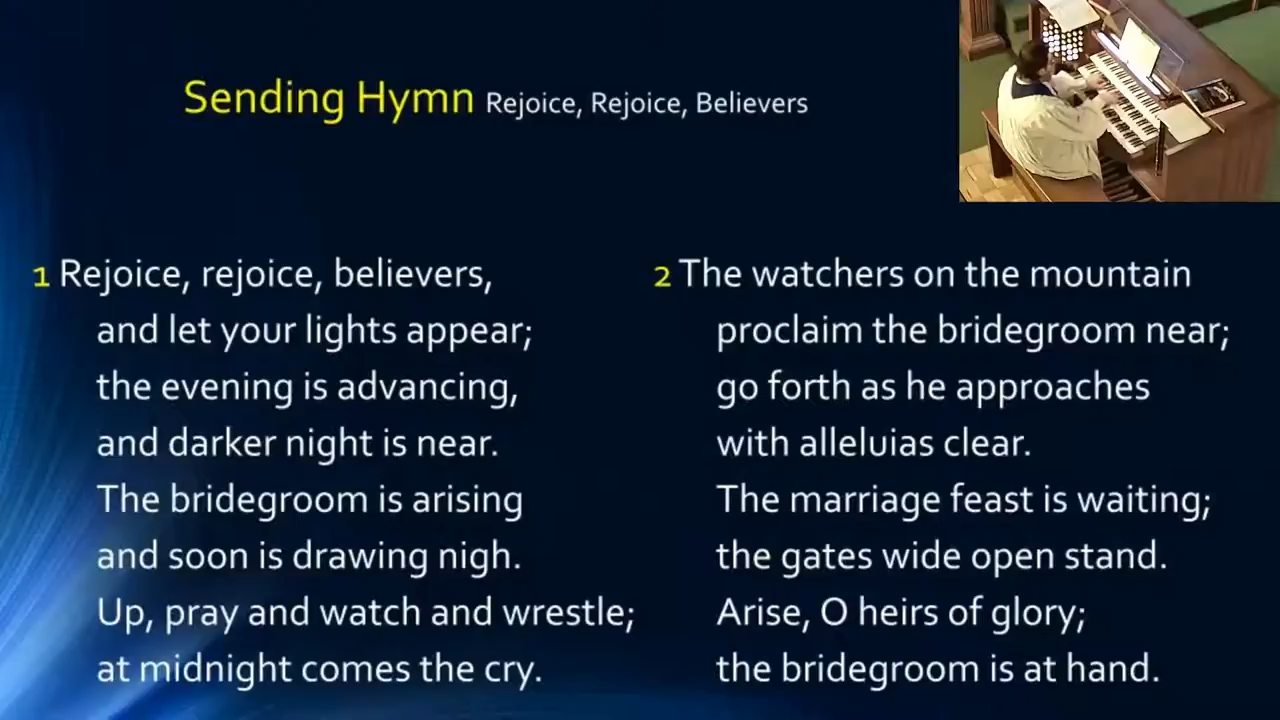 Sending Hymn Rejoice, Rejoice, Believers
1 Rejoice, rejoice, believers,
and let your lights appear;
the evening is advancing,
and darker night is near.
The bridegroom is arising
and soon is drawing nigh.
Up, pray and watch and wrestle;
at midnight comes the cry.
2 The watchers on the mountain
proclaim the bridegroom near;
go forth as he approaches
with alleluias clear.
The marriage feast is waiting;
the gates wide open stand.
Arise, O heirs of glory;
the bridegroom is at hand.